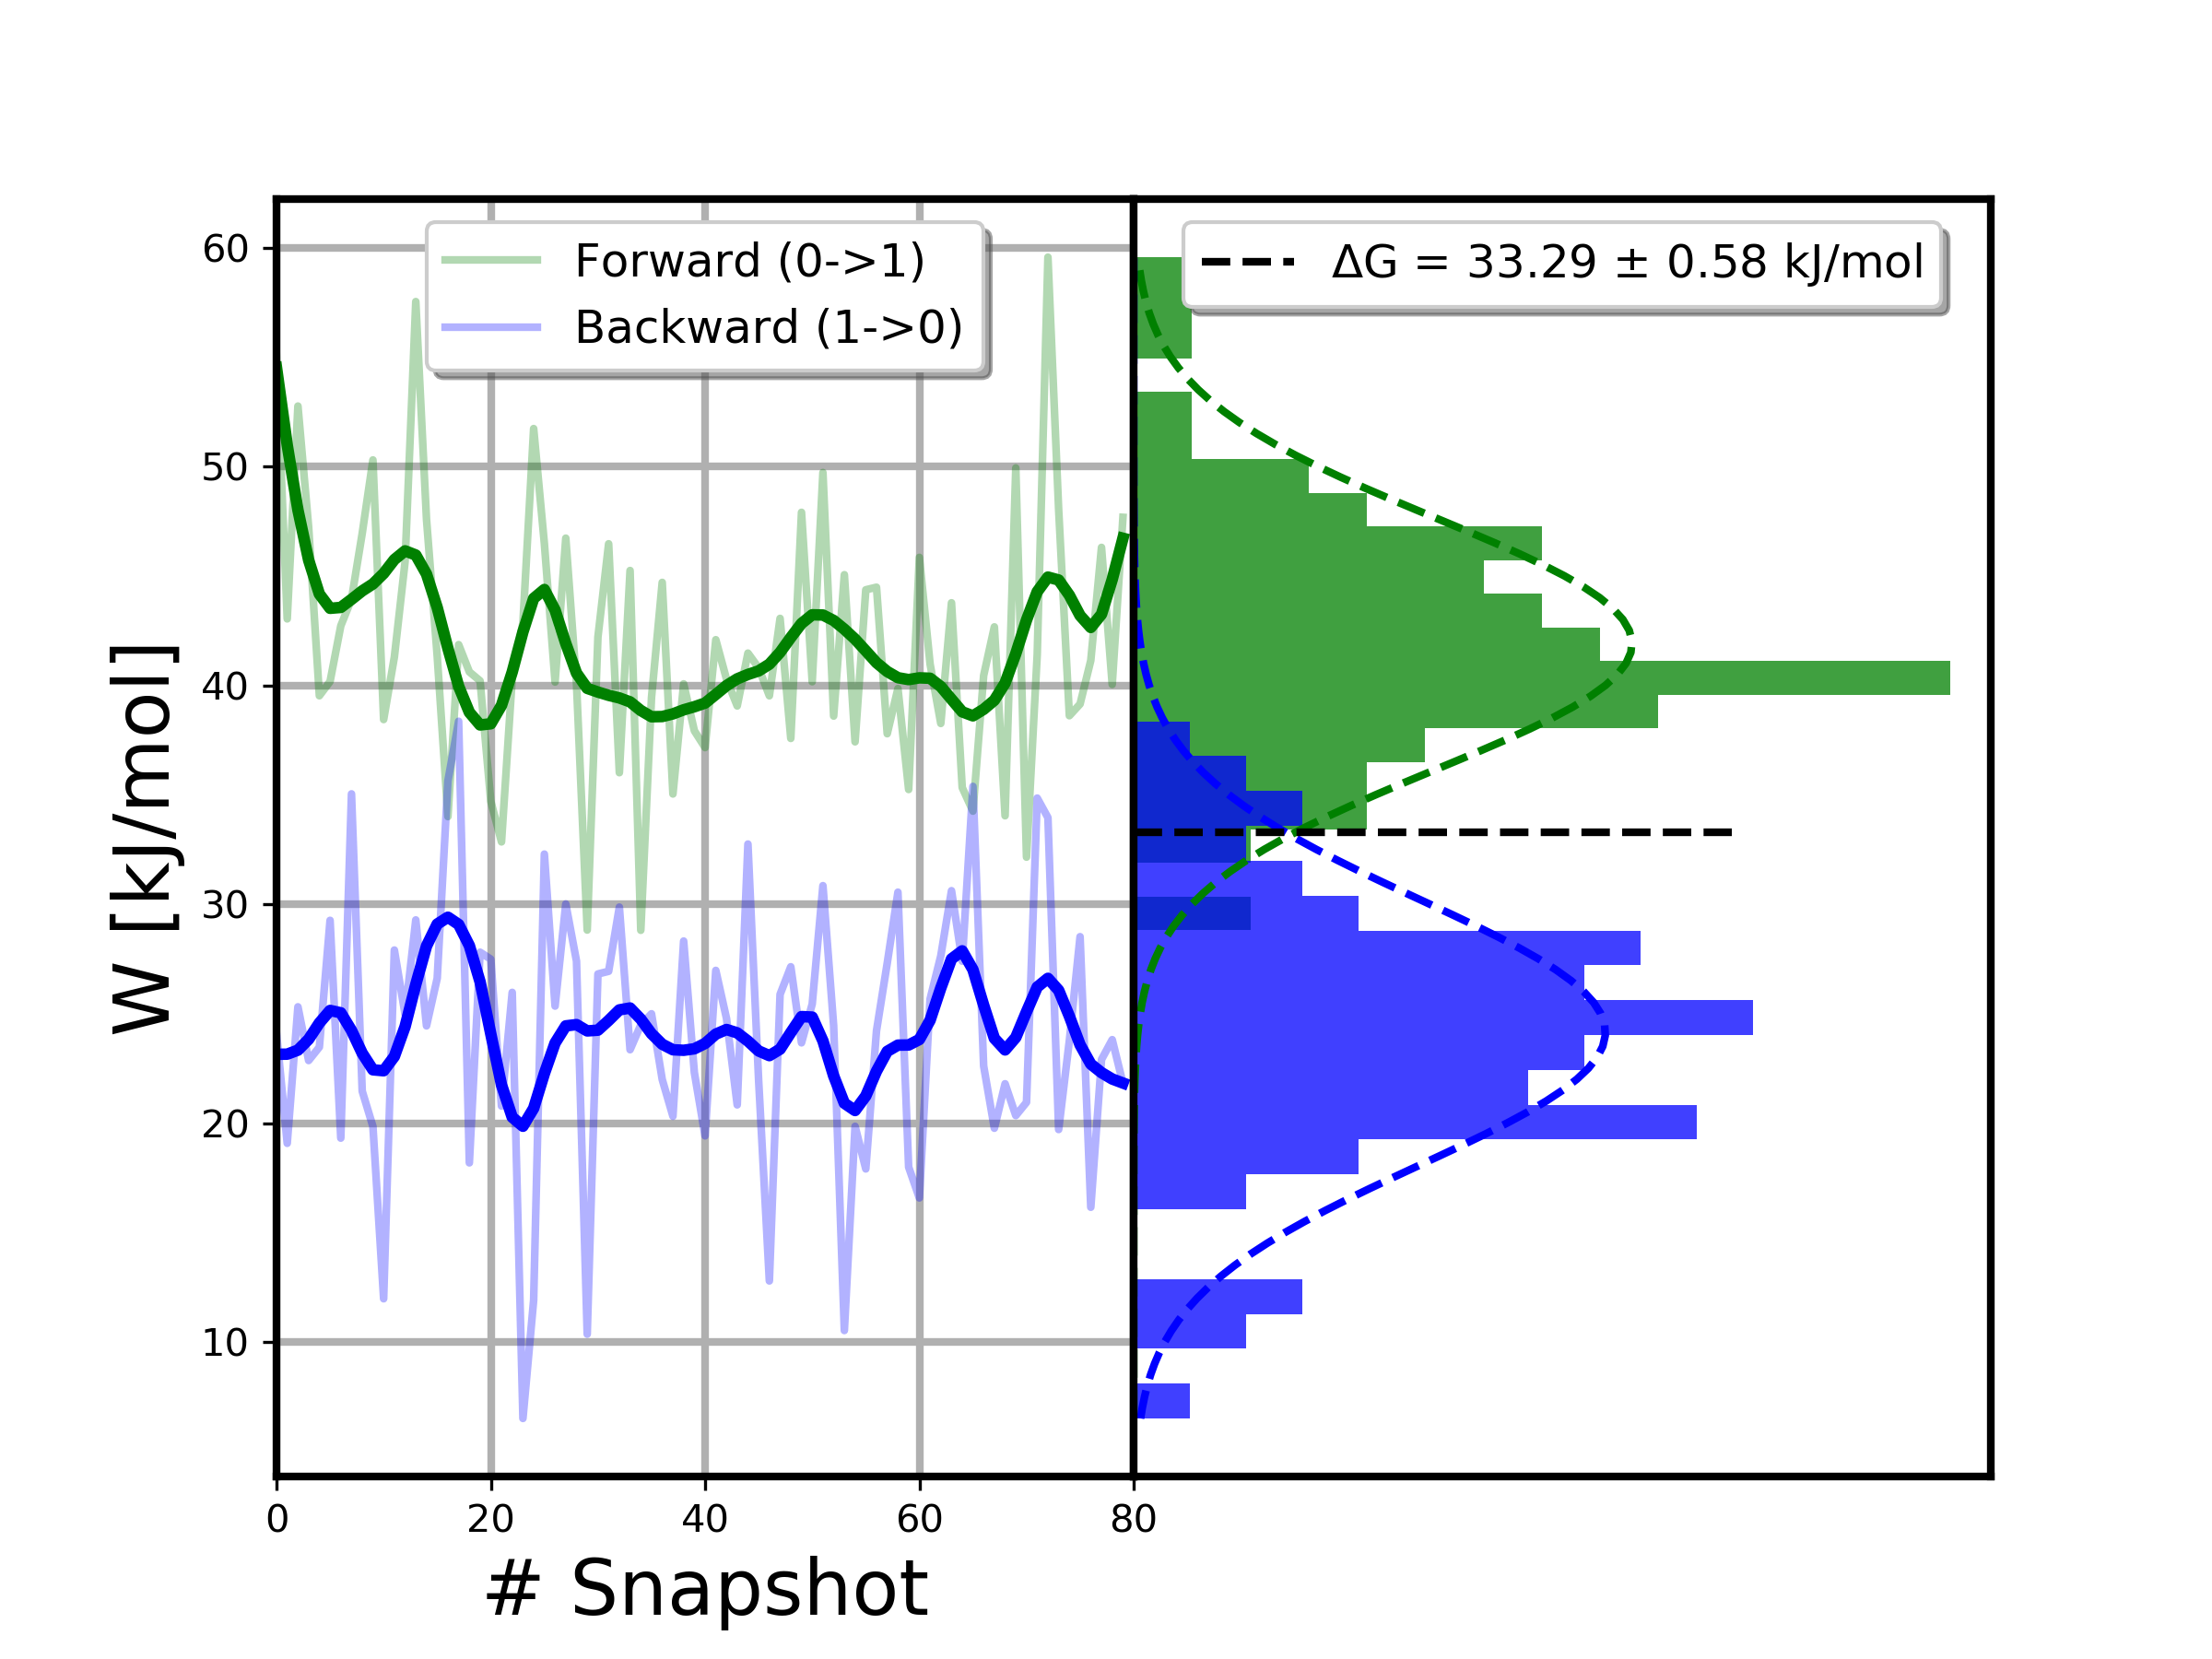 Forward (0->1)
Backward (1->0)
ΔG = 33.29 ± 0.58 kJ/mol
60
50
40
30
20
10
W [kJ/mol]
0 20 40 60 80
# Snapshot